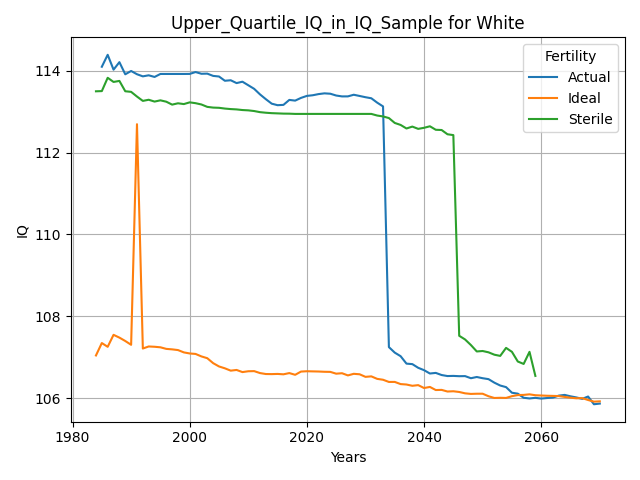 Upper_Quartile_IQ_in_IQ_Sample for White
Fertility
Actual
Ideal
Sterile
IQ
114
112
110
108
106
1980
2000
2020
2040
2060
Years